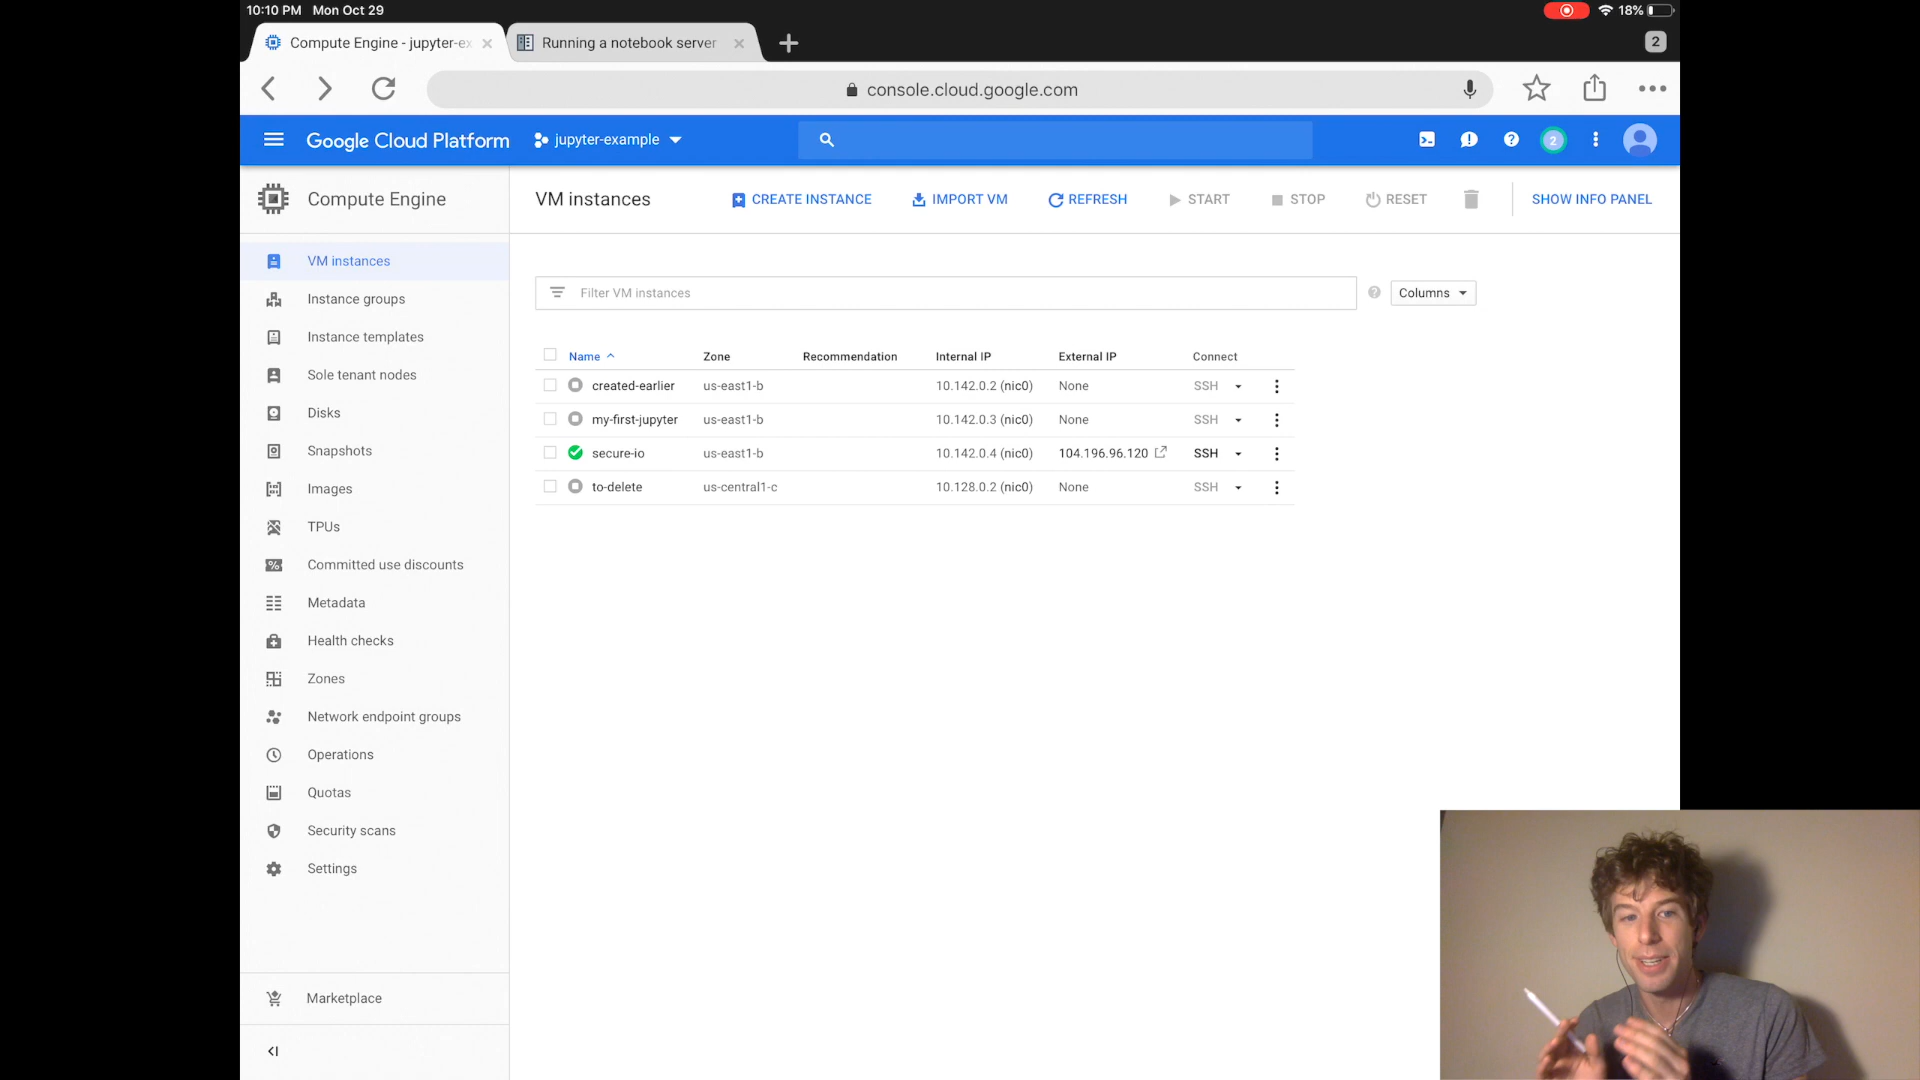 10:10 PM Mon Oct 29
18%
Compute Engine - jupyter-ex
Running a notebook server
2
console.cloud.google.com
Google Cloud Platform
jupyter-example
2
Compute Engine
VM instances
CREATE INSTANCE
IMPORT VM
REFRESH
START
STOP
RESET
SHOW INFO PANEL
VM instances
Instance groups
Instance templates
Sole tenant nodes
Disks
Snapshots
Images
TPUs
Committed use discounts
Metadata
Health checks
Zones
Network endpoint groups
Operations
Quotas
Security scans
Settings
Marketplace
Filter VM instances
Columns
Name Zone Recommendation Internal IP External IP Connect
created-earlier us-east1-b 10.142.0.2 (nic0) None SSH
my-first-jupyter us-east1-b 10.142.0.3 (nic0) None SSH
secure-io us-east1-b 10.142.0.4 (nic0) 104.196.96.120 SSH
to-delete us-central1-c 10.128.0.2 (nic0) None SSH